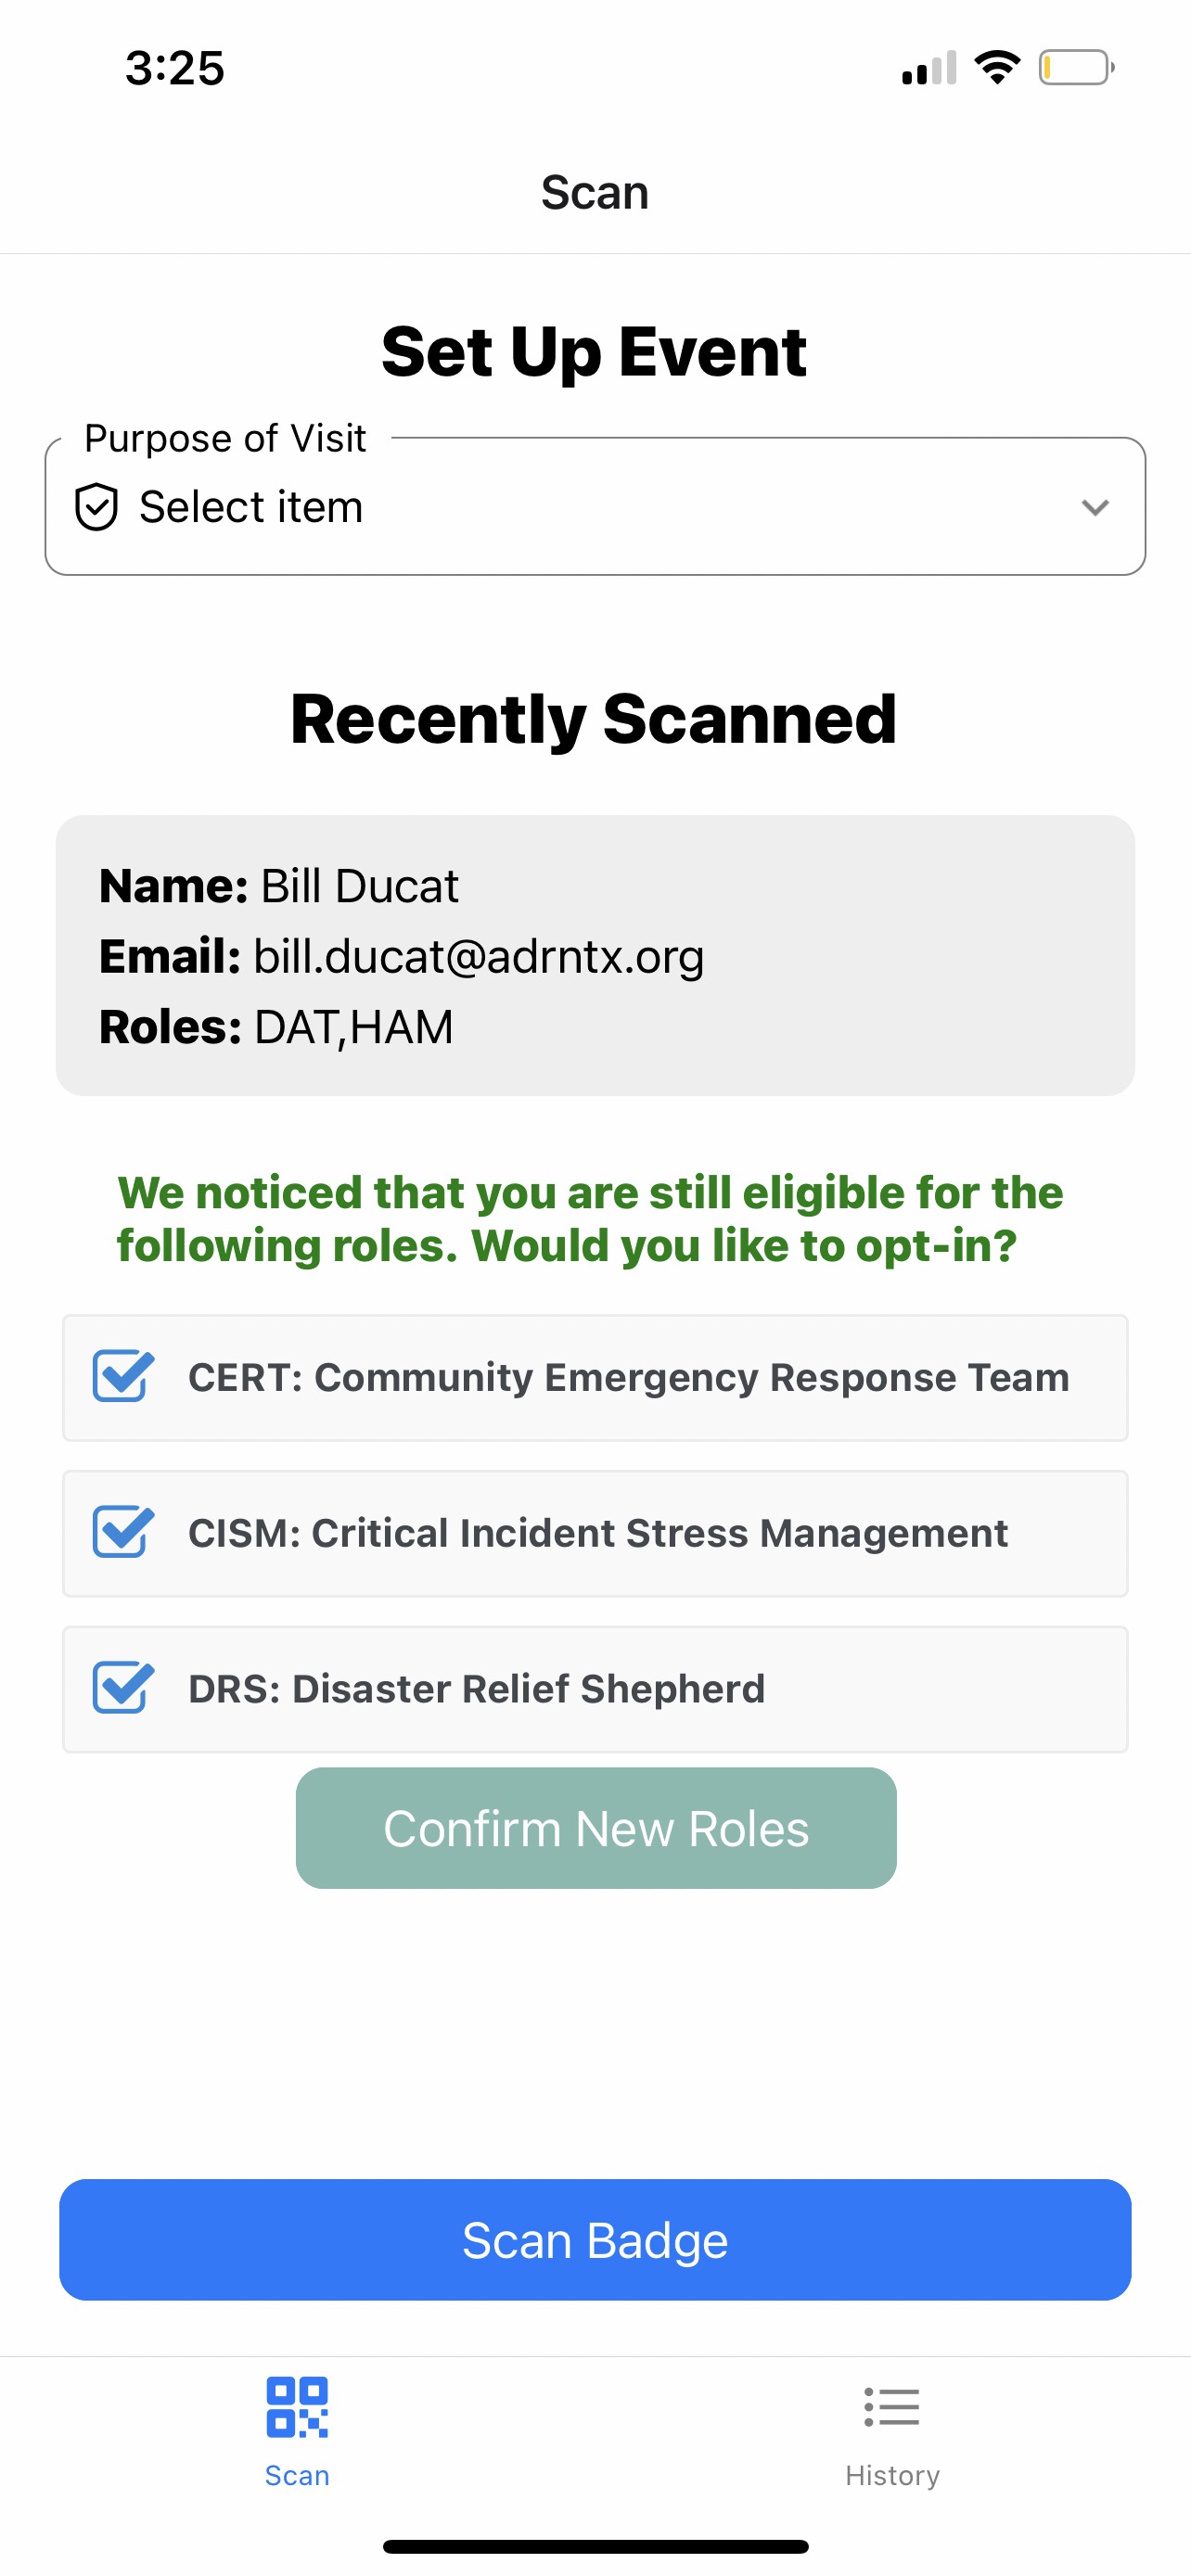 3:25
Scan
Set Up Event
Purpose of Visit
Select item
Recently Scanned
Name: Bill Ducat
Email: bill.ducat@adrntx.org
Roles: DAT,HAM
We noticed that you are still eligible for the
following roles. Would you like to opt-in?
CERT: Community Emergency Response Team
CISM: Critical Incident Stress Management
DRS: Disaster Relief Shepherd
Confirm New Roles
Scan Badge
Scan
History